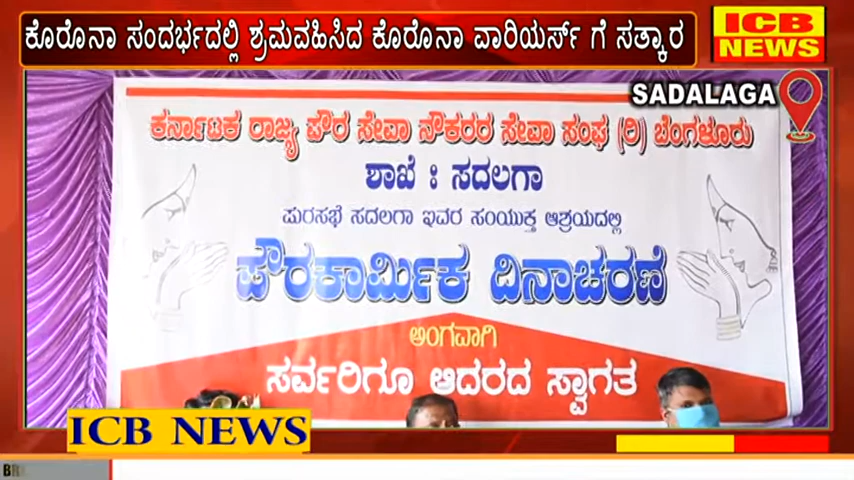 ಕೊರೊನಾ ಸಂದರ್ಭದಲ್ಲಿ ಶ್ರಮವಹಿಸಿದ ಕೊರೊನಾ ವಾರಿಯರ್ಸ್ ಗೆ ಸತ್ಕಾರ
ICB
NEWS
SADALAGA
ಕರ್ನಾಟಕ ರಾಜ್ಯ ಪೌರ ಸೇವಾ ನೌಕರರ ಸೇವಾ ಸಂಘ (ರಿ) ಬೆಂಗಳೂರು
ಶಾಖೆ : ಸದಲಗಾ
ಪುರಸಭೆ ಸದಲಗಾ ಇವರ ಸಂಯುಕ್ತ ಆಶ್ರಯದಲ್ಲಿ
ಪೌರಕಾರ್ಮಿಕ ದಿನಾಚರಣೆ
ಅಂಗವಾಗಿ
ಸರ್ವರಿಗೂ ಆದರದ ಸ್ವಾಗತ
ICB NEWS